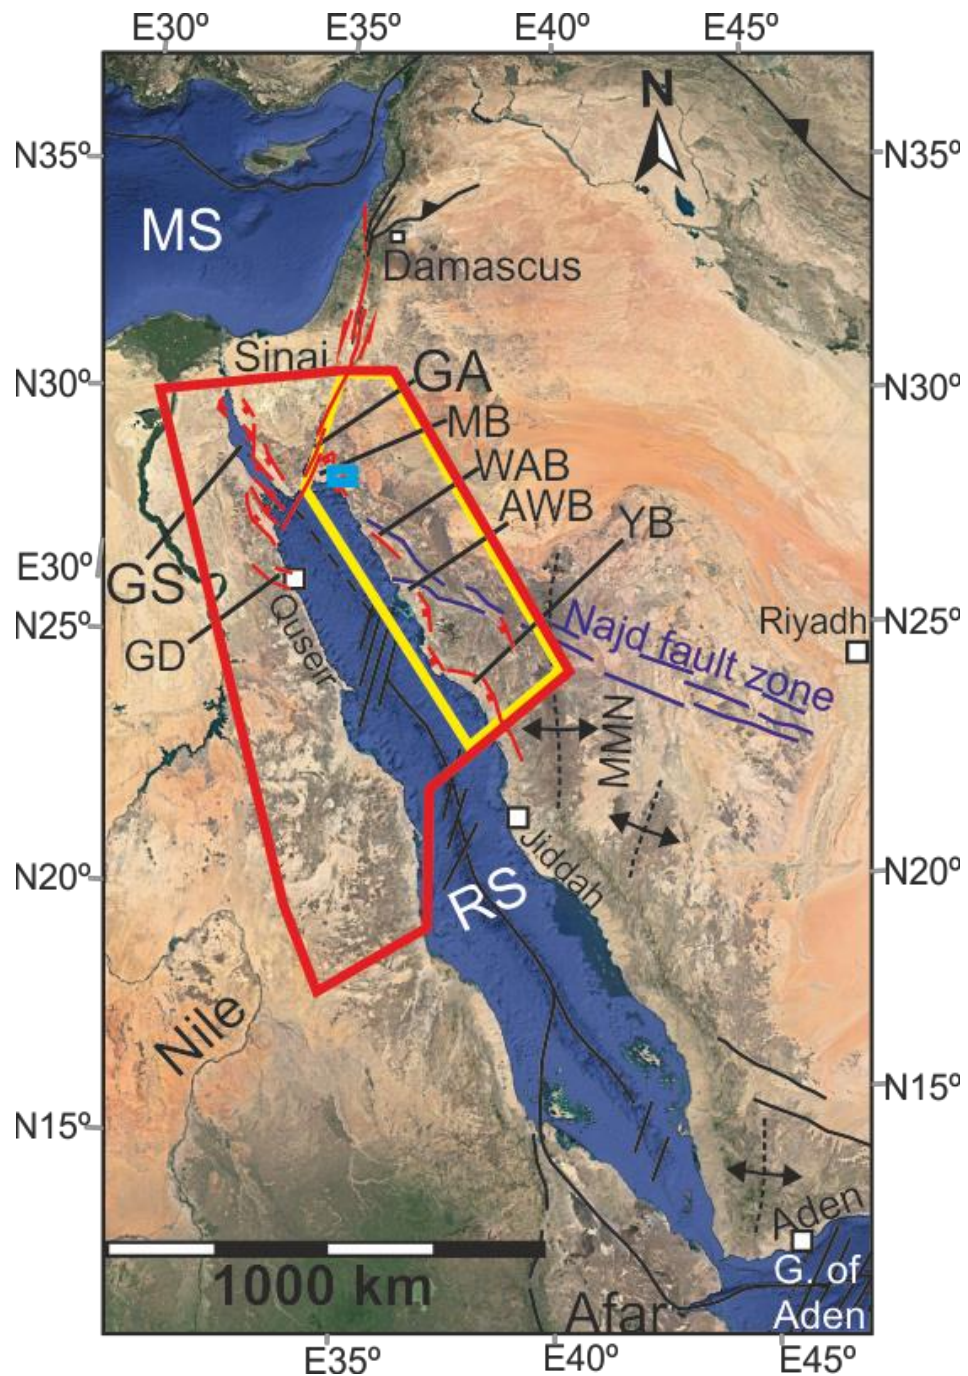 E30º E35º E40º E45º
N
N35º N35º
MS
Damascus
Sinai
N30º N30º
GA
MB
WAB
AWB
YB
E30º
GS
N25º N25º
Quseir
GD
Riyadh
Najd fault zone
MMN
Jiddah
N20º N20º
RS
Nile
N15º N15º
Aden
G. of
Aden
1000 km
Afar
E35º E40º E45º